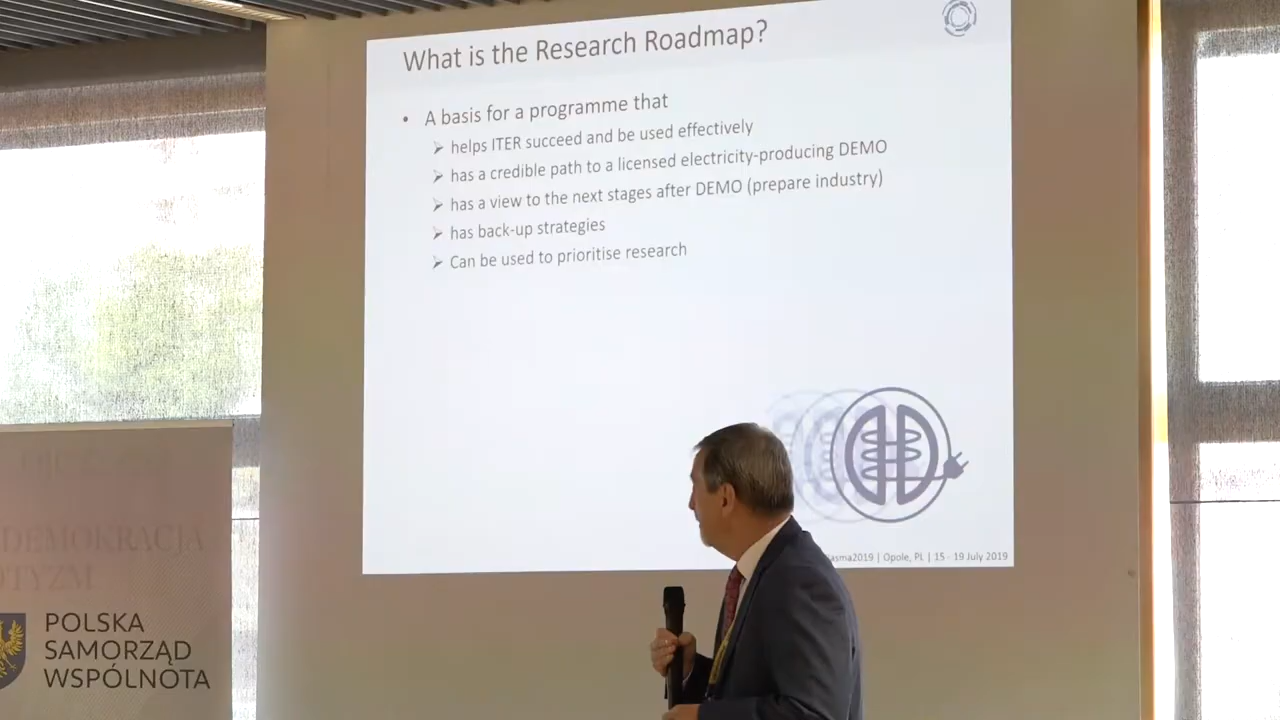 What is the Research Roadmap?
• A basis for a programme that
➢ helps ITER succeed and be used effectively
➢ has a credible path to a licensed electricity-producing DEMO
➢ has a view to the next stages after DEMO (prepare industry)
➢ has back-up strategies
➢ Can be used to prioritise research
| Opole, PL | 15 - 19 July 2019
DEMOKRACJA
POLSKA
SAMORZĄD
WSPÓLNOTA